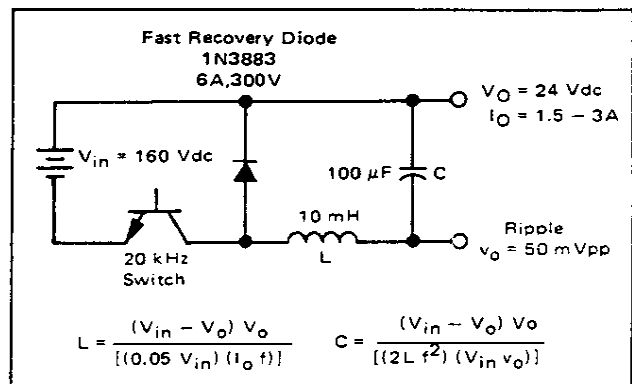 Fast Recovery Diode
1N3883
6A,300V
V_O = 24 Vdc
I_O = 1.5 – 3A
V_in = 160 Vdc
100 μF
C
10 mH
L
20 kHz
Switch
Ripple
v_o = 50 mVpp
L = (V_in – V_o) V_o / [(0.05 V_in) (I_o f)]
C = (V_in – V_o) Vo / [(2L f²) (V_in v_o)]